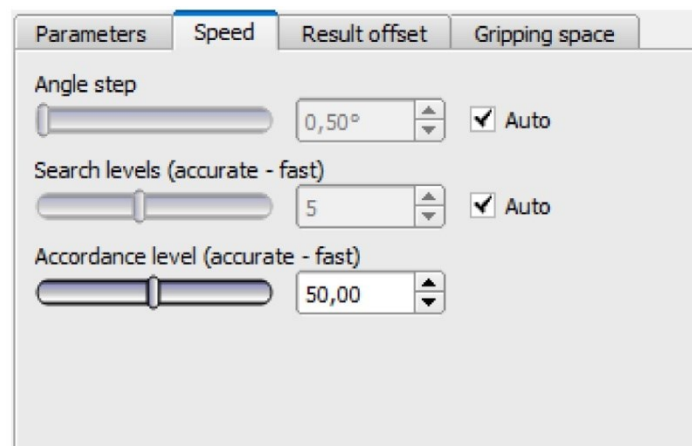 Parameters Speed Result offset Gripping space
Angle step
0,50° Auto
Search levels (accurate - fast)
5 Auto
Accordance level (accurate - fast)
50,00